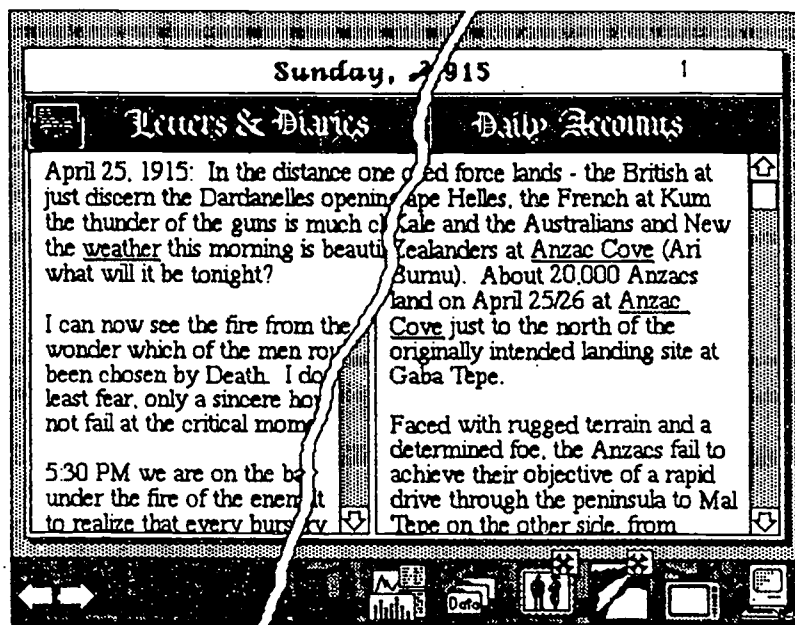 Sunday, 1915 1
Letters & Diaries
Daily Accounts
April 25, 1915: In the distance one
just discern the Dardanelles opening
the thunder of the guns is much cl
the weather this morning is beauti
what will it be tonight?
I can now see the fire from the
wonder which of the men rou
been chosen by Death. I do
least fear, only a sincere ho
not fail at the critical mome
5:30 PM we are on the ba
under the fire of the enem
to realize that every burst
ied force lands - the British at
ape Helles, the French at Kum
Kale and the Australians and New
Zealanders at Anzac Cove (Ari
Burnu). About 20,000 Anzacs
land on April 25/26 at Anzac
Cove just to the north of the
originally intended landing site at
Gaba Tepe.
Faced with rugged terrain and a
determined foe, the Anzacs fail to
achieve their objective of a rapid
drive through the peninsula to Mal
Tepe on the other side, from
Data